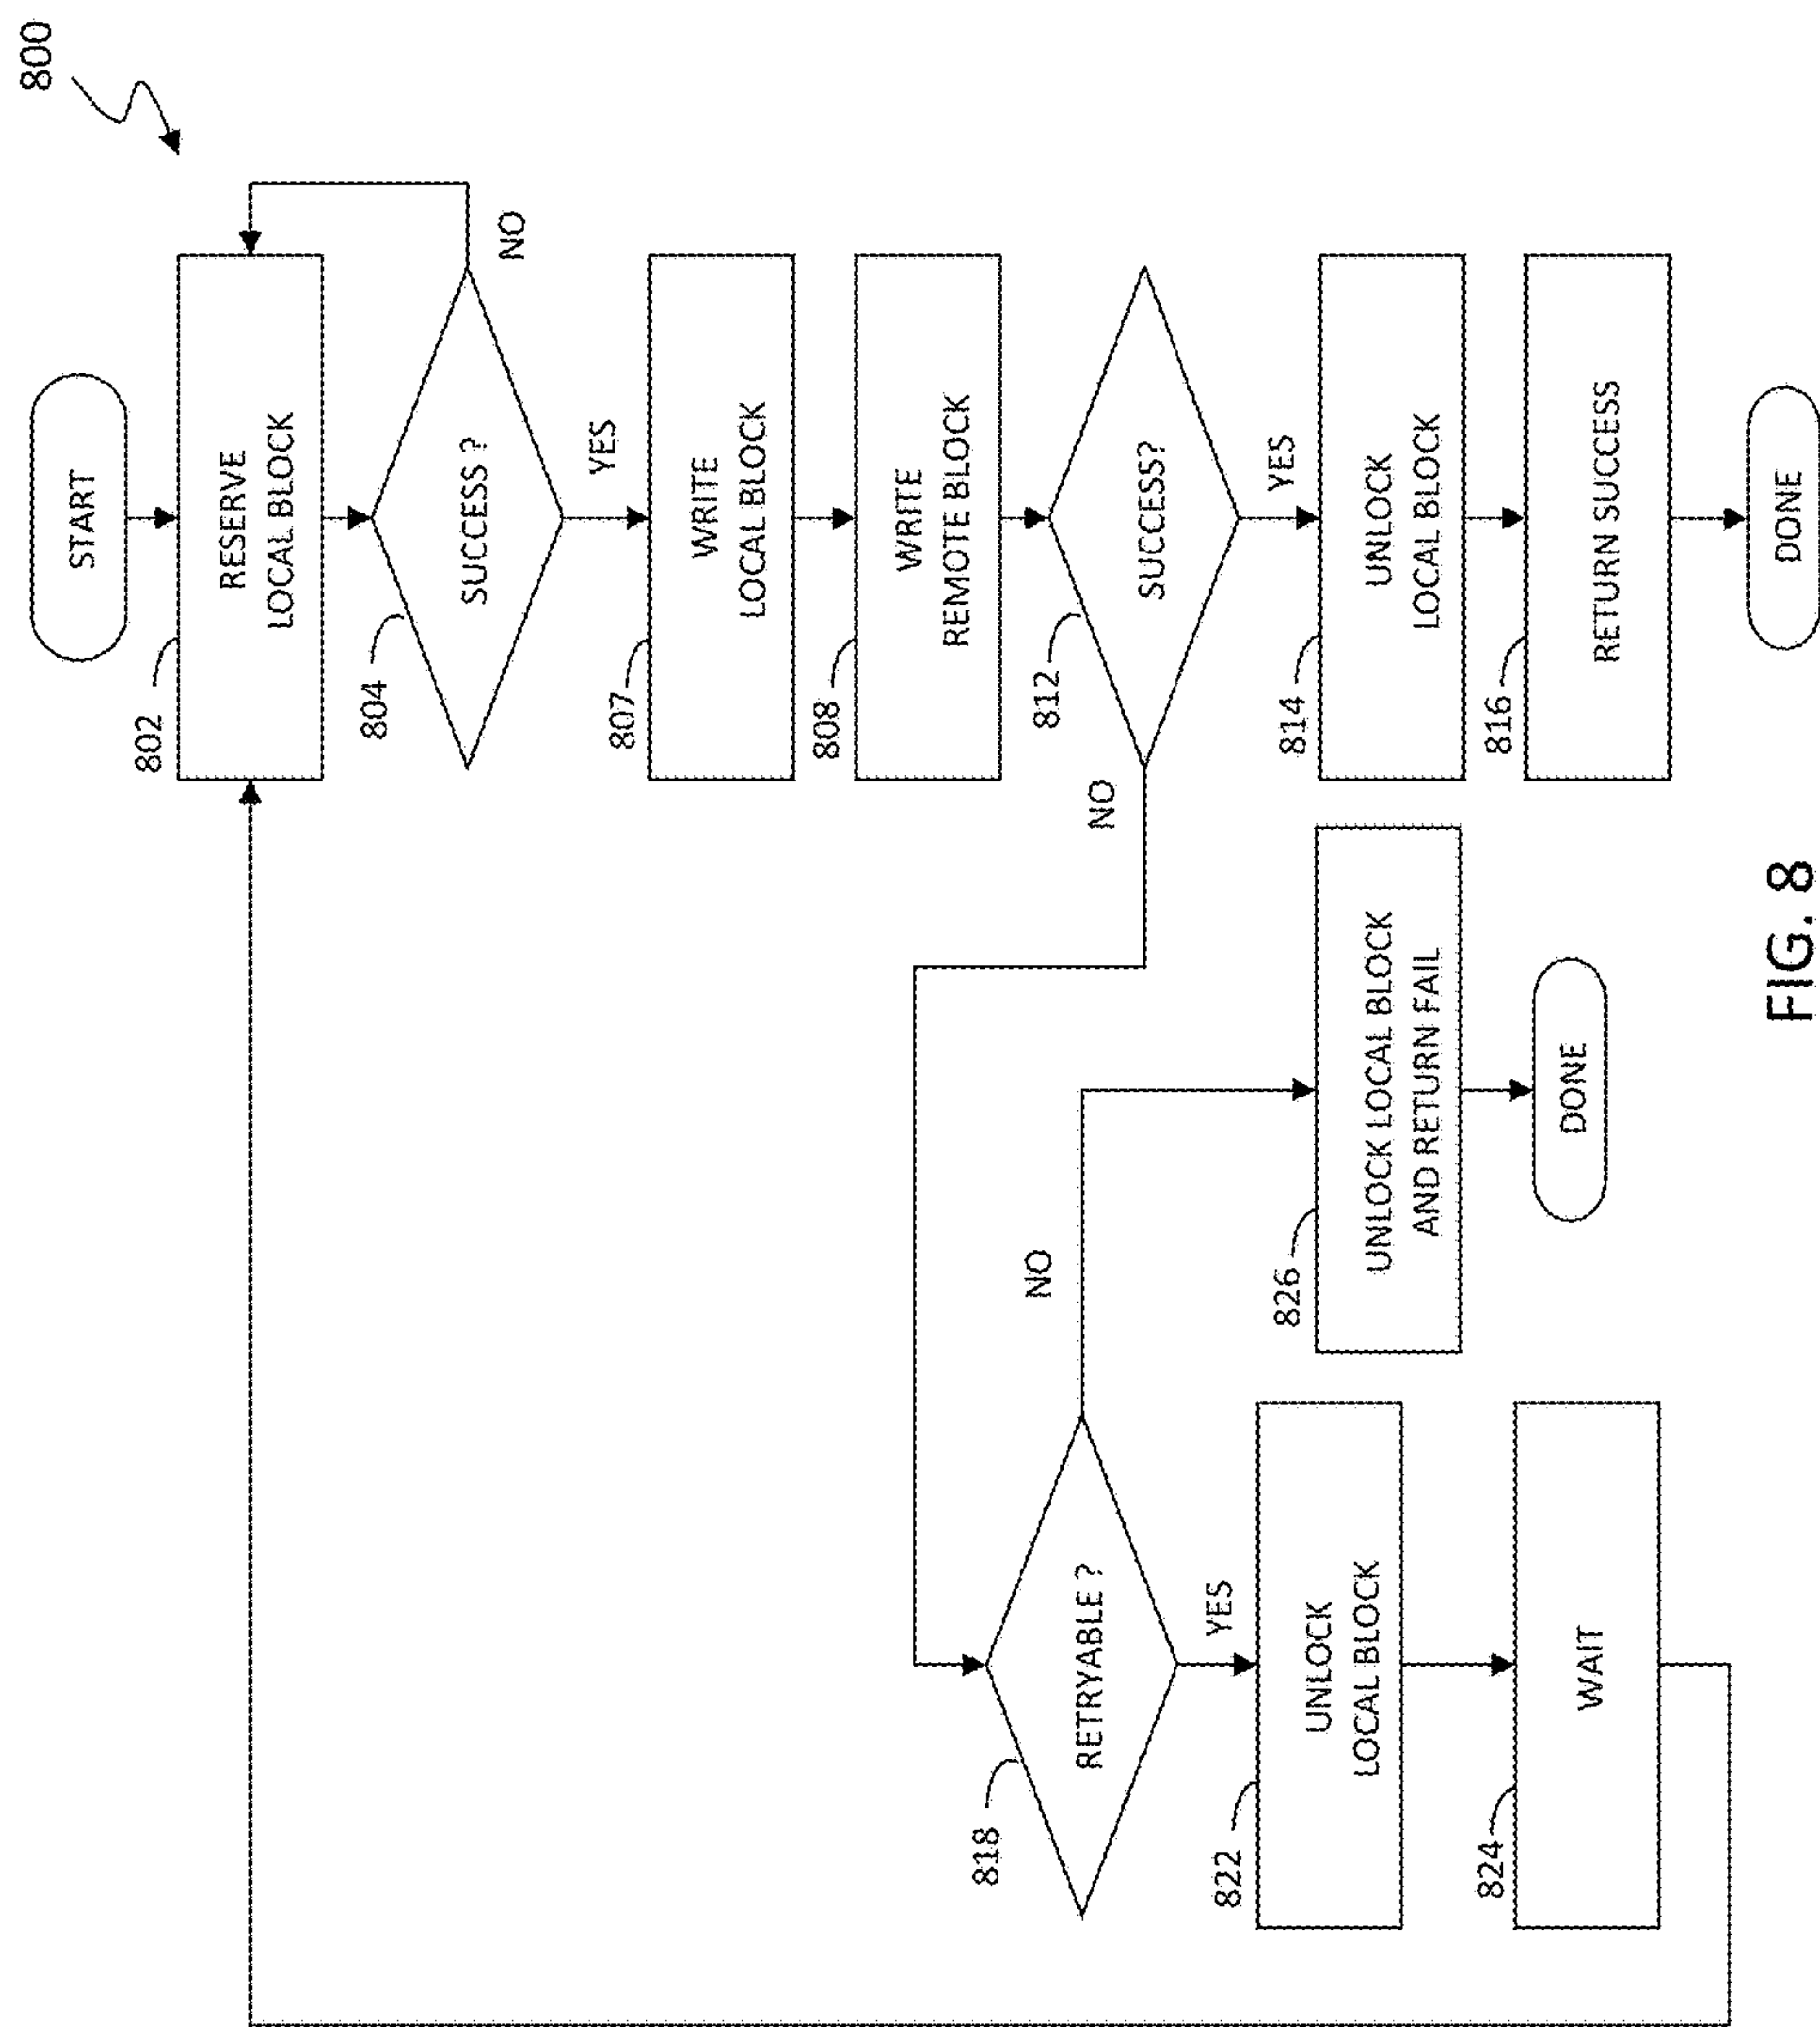 800
START
802
RESERVE
LOCAL BLOCK
804
SUCCESS ?
NO
YES
807
WRITE
LOCAL BLOCK
808
WRITE
REMOTE BLOCK
812
SUCCESS?
NO
YES
814
UNLOCK
LOCAL BLOCK
816
RETURN SUCCESS
DONE
818
RETRYABLE ?
NO
YES
822
UNLOCK
LOCAL BLOCK
824
WAIT
826
UNLOCK LOCAL BLOCK
AND RETURN FAIL
DONE
FIG. 8